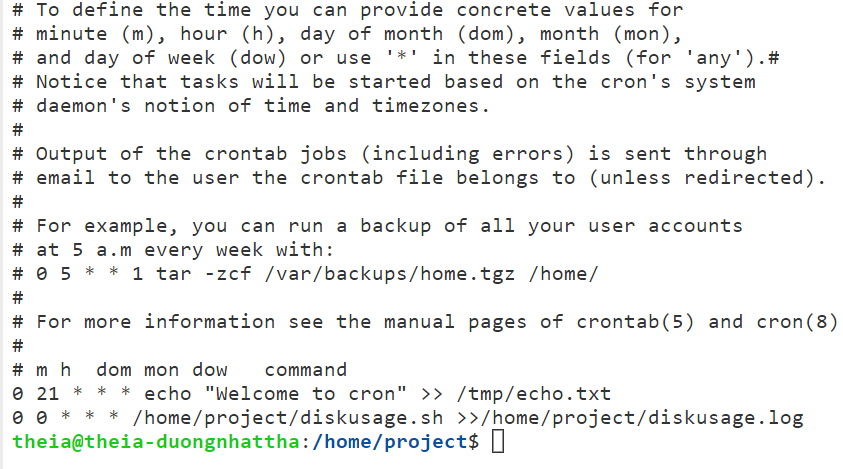 # To define the time you can provide concrete values for
# minute (m), hour (h), day of month (dom), month (mon),
# and day of week (dow) or use '*' in these fields (for 'any').#
# Notice that tasks will be started based on the cron's system
# daemon's notion of time and timezones.
#
# Output of the crontab jobs (including errors) is sent through
# email to the user the crontab file belongs to (unless redirected).
#
# For example, you can run a backup of all your user accounts
# at 5 a.m every week with:
# 0 5 * * 1 tar -zcf /var/backups/home.tgz /home/
#
# For more information see the manual pages of crontab(5) and cron(8)
#
# m h  dom mon dow   command
0 21 * * * echo "Welcome to cron" >> /tmp/echo.txt
0 0 * * * /home/project/diskusage.sh >>/home/project/diskusage.log
theia@theia-duongnhattha:/home/project$